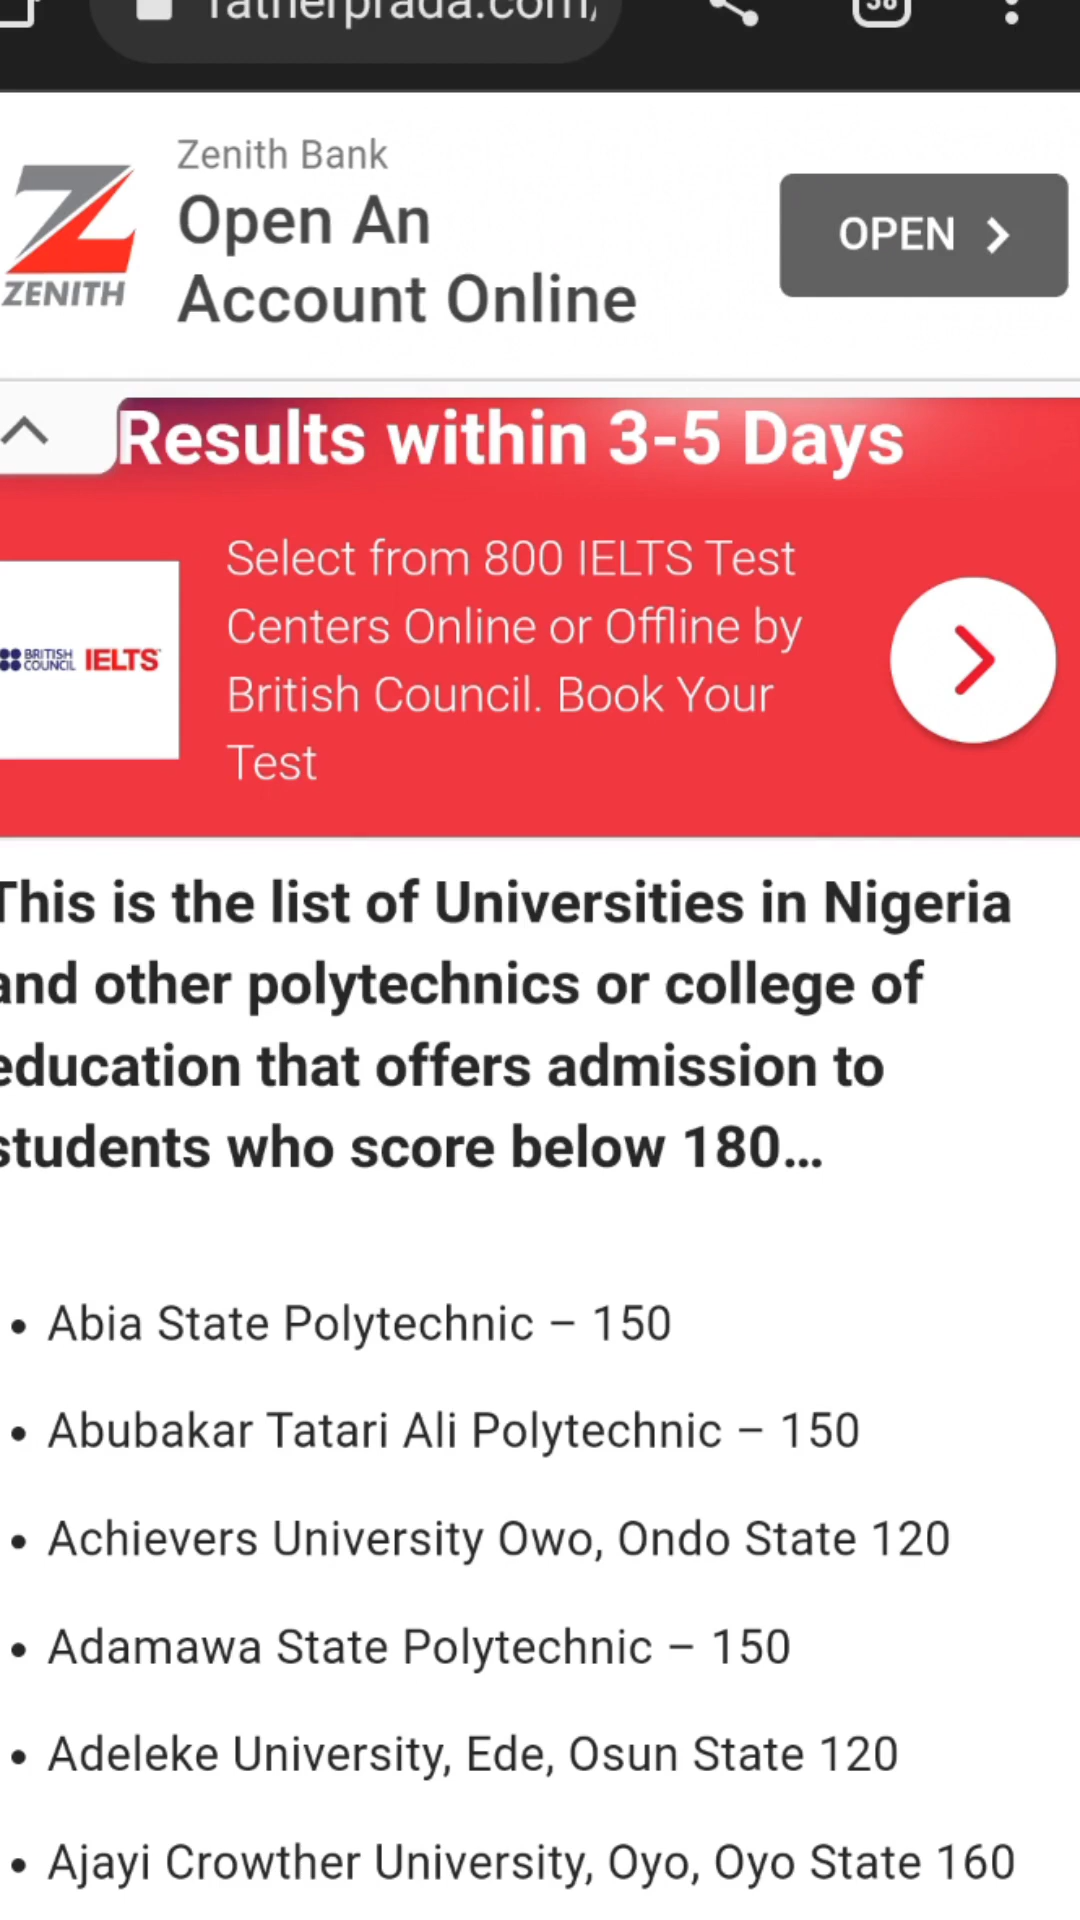 fatherprada.com/
38
Zenith Bank
Open An
Account Online
OPEN
ZENITH
Results within 3-5 Days
Select from 800 IELTS Test
Centers Online or Offline by
British Council. Book Your
Test
BRITISH
COUNCIL
IELTS
This is the list of Universities in Nigeria
and other polytechnics or college of
education that offers admission to
students who score below 180...
• Abia State Polytechnic – 150
• Abubakar Tatari Ali Polytechnic – 150
• Achievers University Owo, Ondo State 120
• Adamawa State Polytechnic – 150
• Adeleke University, Ede, Osun State 120
• Ajayi Crowther University, Oyo, Oyo State 160